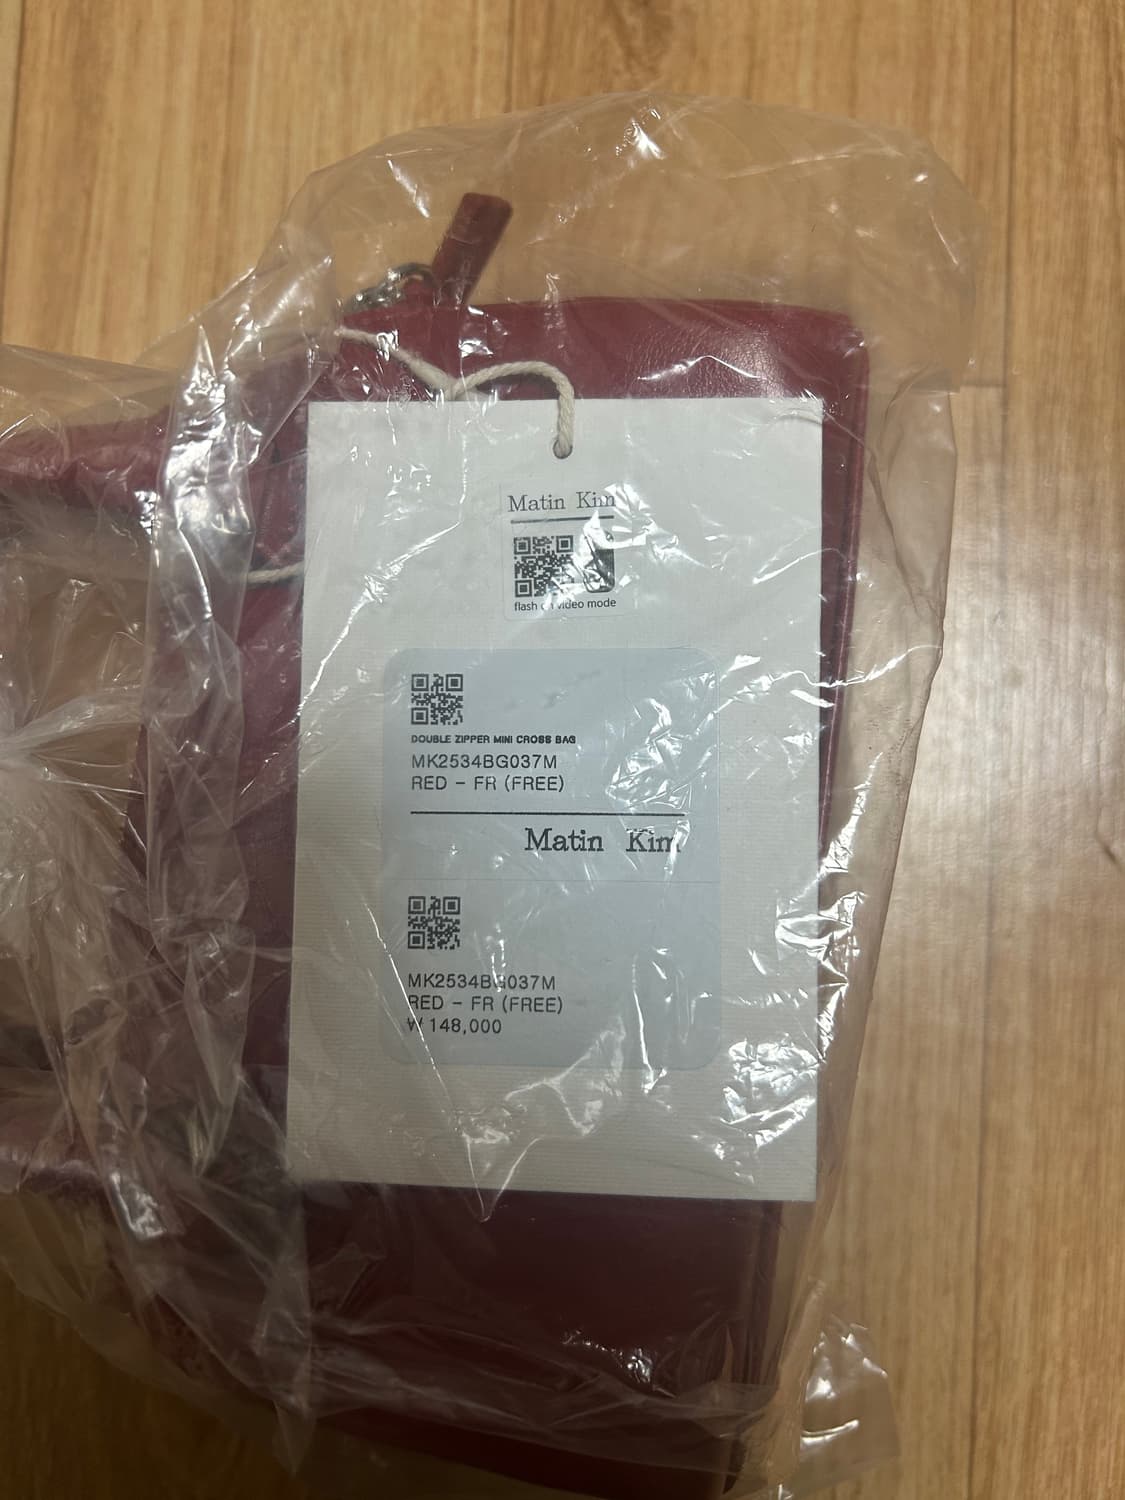 Matin Kim
flash on video mode
DOUBLE ZIPPER MINI CROSS BAG
MK2534BG037M
RED - FR (FREE)
Matin Kim
MK2534BG037M
RED - FR (FREE)
₩ 148,000